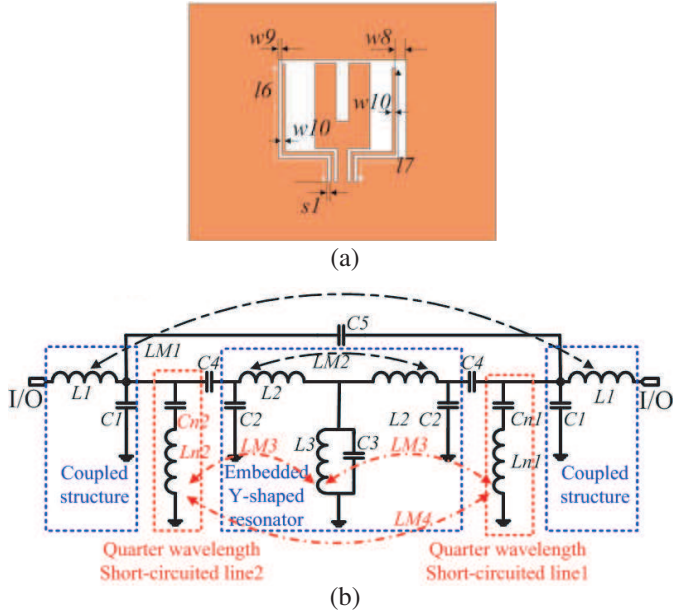 w9
w8
l6
w10
w10
l7
s1
(a)
C5
LM1
C4
LM2
C4
I/O
L1
L2
L1
I/O
C1
Cn2
C2
L2
C2
Cn1
C1
Ln2
LM3
L3
C3
LM3
Ln1
Coupled
structure
Embedded
Y-shaped
resonator
Coupled
structure
LM4
Quarter wavelength
Short-circuited line2
Quarter wavelength
Short-circuited line1
(b)